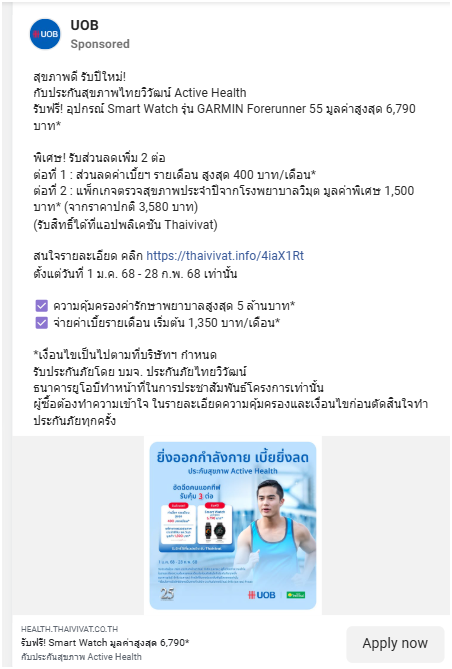 UOB
UOB
Sponsored
สุขภาพดี รับปีใหม่!
กับประกันสุขภาพไทยวิวัฒน์ Active Health
รับฟรี! อุปกรณ์ Smart Watch รุ่น GARMIN Forerunner 55 มูลค่าสูงสุด 6,790
บาท*
พิเศษ! รับส่วนลดเพิ่ม 2 ต่อ
ต่อที่ 1 : ส่วนลดค่าเบี้ยฯ รายเดือน สูงสุด 400 บาท/เดือน*
ต่อที่ 2 : แพ็กเกจตรวจสุขภาพประจำปีจากโรงพยาบาลวิมุต มูลค่าพิเศษ 1,500
บาท* (จากราคาปกติ 3,580 บาท)
(รับสิทธิ์ได้ที่แอปพลิเคชัน Thaivivat)
สนใจรายละเอียด คลิก https://thaivivat.info/4iaX1Rt
ตั้งแต่วันที่ 1 ม.ค. 68 - 28 ก.พ. 68 เท่านั้น
ความคุ้มครองค่ารักษาพยาบาลสูงสุด 5 ล้านบาท*
จ่ายค่าเบี้ยรายเดือน เริ่มต้น 1,350 บาท/เดือน*
*เงื่อนไขเป็นไปตามที่บริษัทฯ กำหนด
รับประกันภัยโดย บมจ. ประกันภัยไทยวิวัฒน์
ธนาคารยูโอบีทำหน้าที่ในการประชาสัมพันธ์โครงการเท่านั้น
ผู้ซื้อต้องทำความเข้าใจ ในรายละเอียดความคุ้มครองและเงื่อนไขก่อนตัดสินใจทำ
ประกันภัยทุกครั้ง
ยิ่งออกกำลังกาย เบี้ยยิ่งลด
ประกันสุขภาพ Active Health
อัดฉีดคนแอคทีฟ
รับคุ้ม 3 ต่อ
25
UOB
HEALTH.THAIVIVAT.CO.TH
รับฟรี! Smart Watch มูลค่าสูงสุด 6,790*
กับประกันสุขภาพ Active Health
Apply now